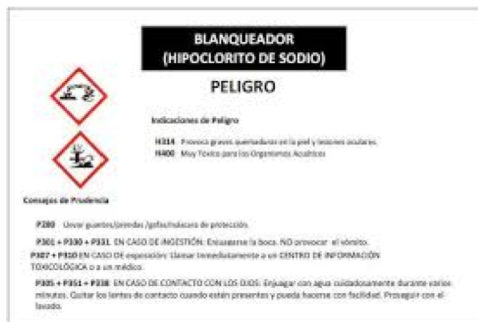 BLANQUEADOR
(HIPOCLORITO DE SODIO)
PELIGRO
Indicaciones de Peligro
H314 Provoca graves quemaduras en la piel y lesiones oculares.
H400 Muy Tóxico para los Organismos Acuáticos
Consejos de Prudencia
P280 Llevar guantes/prendas /gafas/máscara de protección.
P301 + P330 + P331 EN CASO DE INGESTIÓN: Enjuagarse la boca. NO provocar el vómito.
P307 + P310 EN CASO DE exposición: Llamar Inmediatamente a un CENTRO DE INFORMACIÓN
TOXICOLÓGICA o a un médico.
P305 + P351 + P338 EN CASO DE CONTACTO CON LOS OJOS: Enjuagar con agua cuidadosamente durante varios
minutos. Quitar los lentes de contacto cuando estén presentes y pueda hacerse con facilidad. Proseguir con el
lavado.